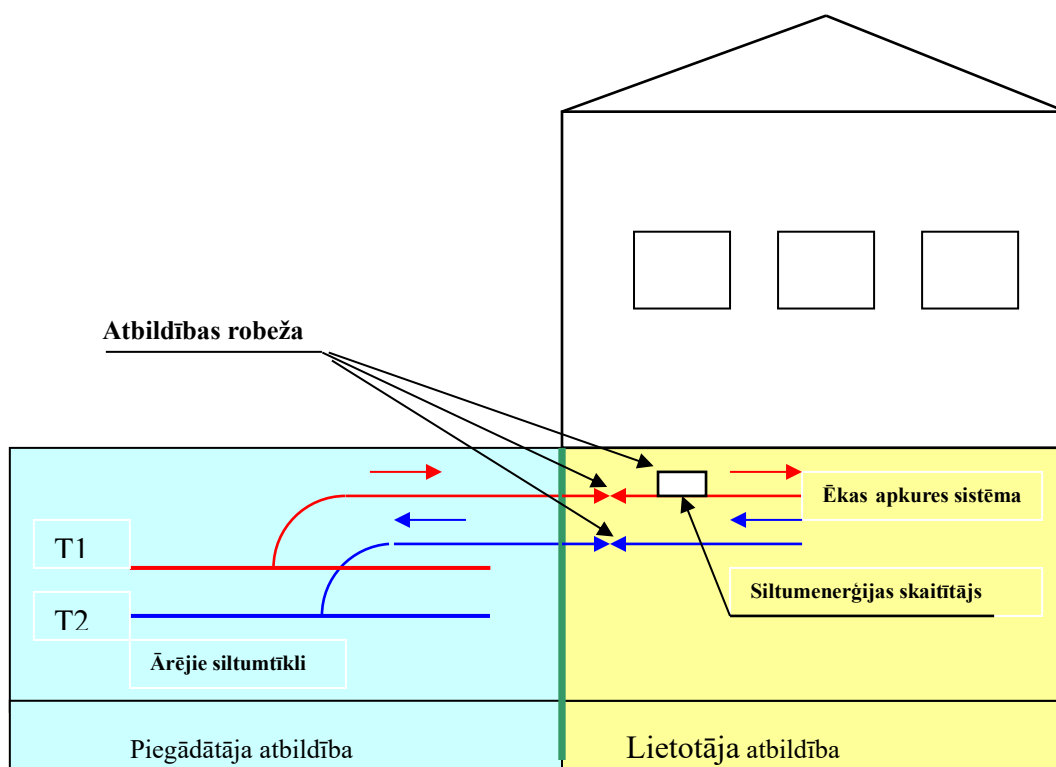 Atbildības robeža
Ēkas apkures sistēma
T1
Siltumenerģijas skaitītājs
T2
Ārējie siltumtīkli
Piegādātāja atbildība
Lietotāja atbildība